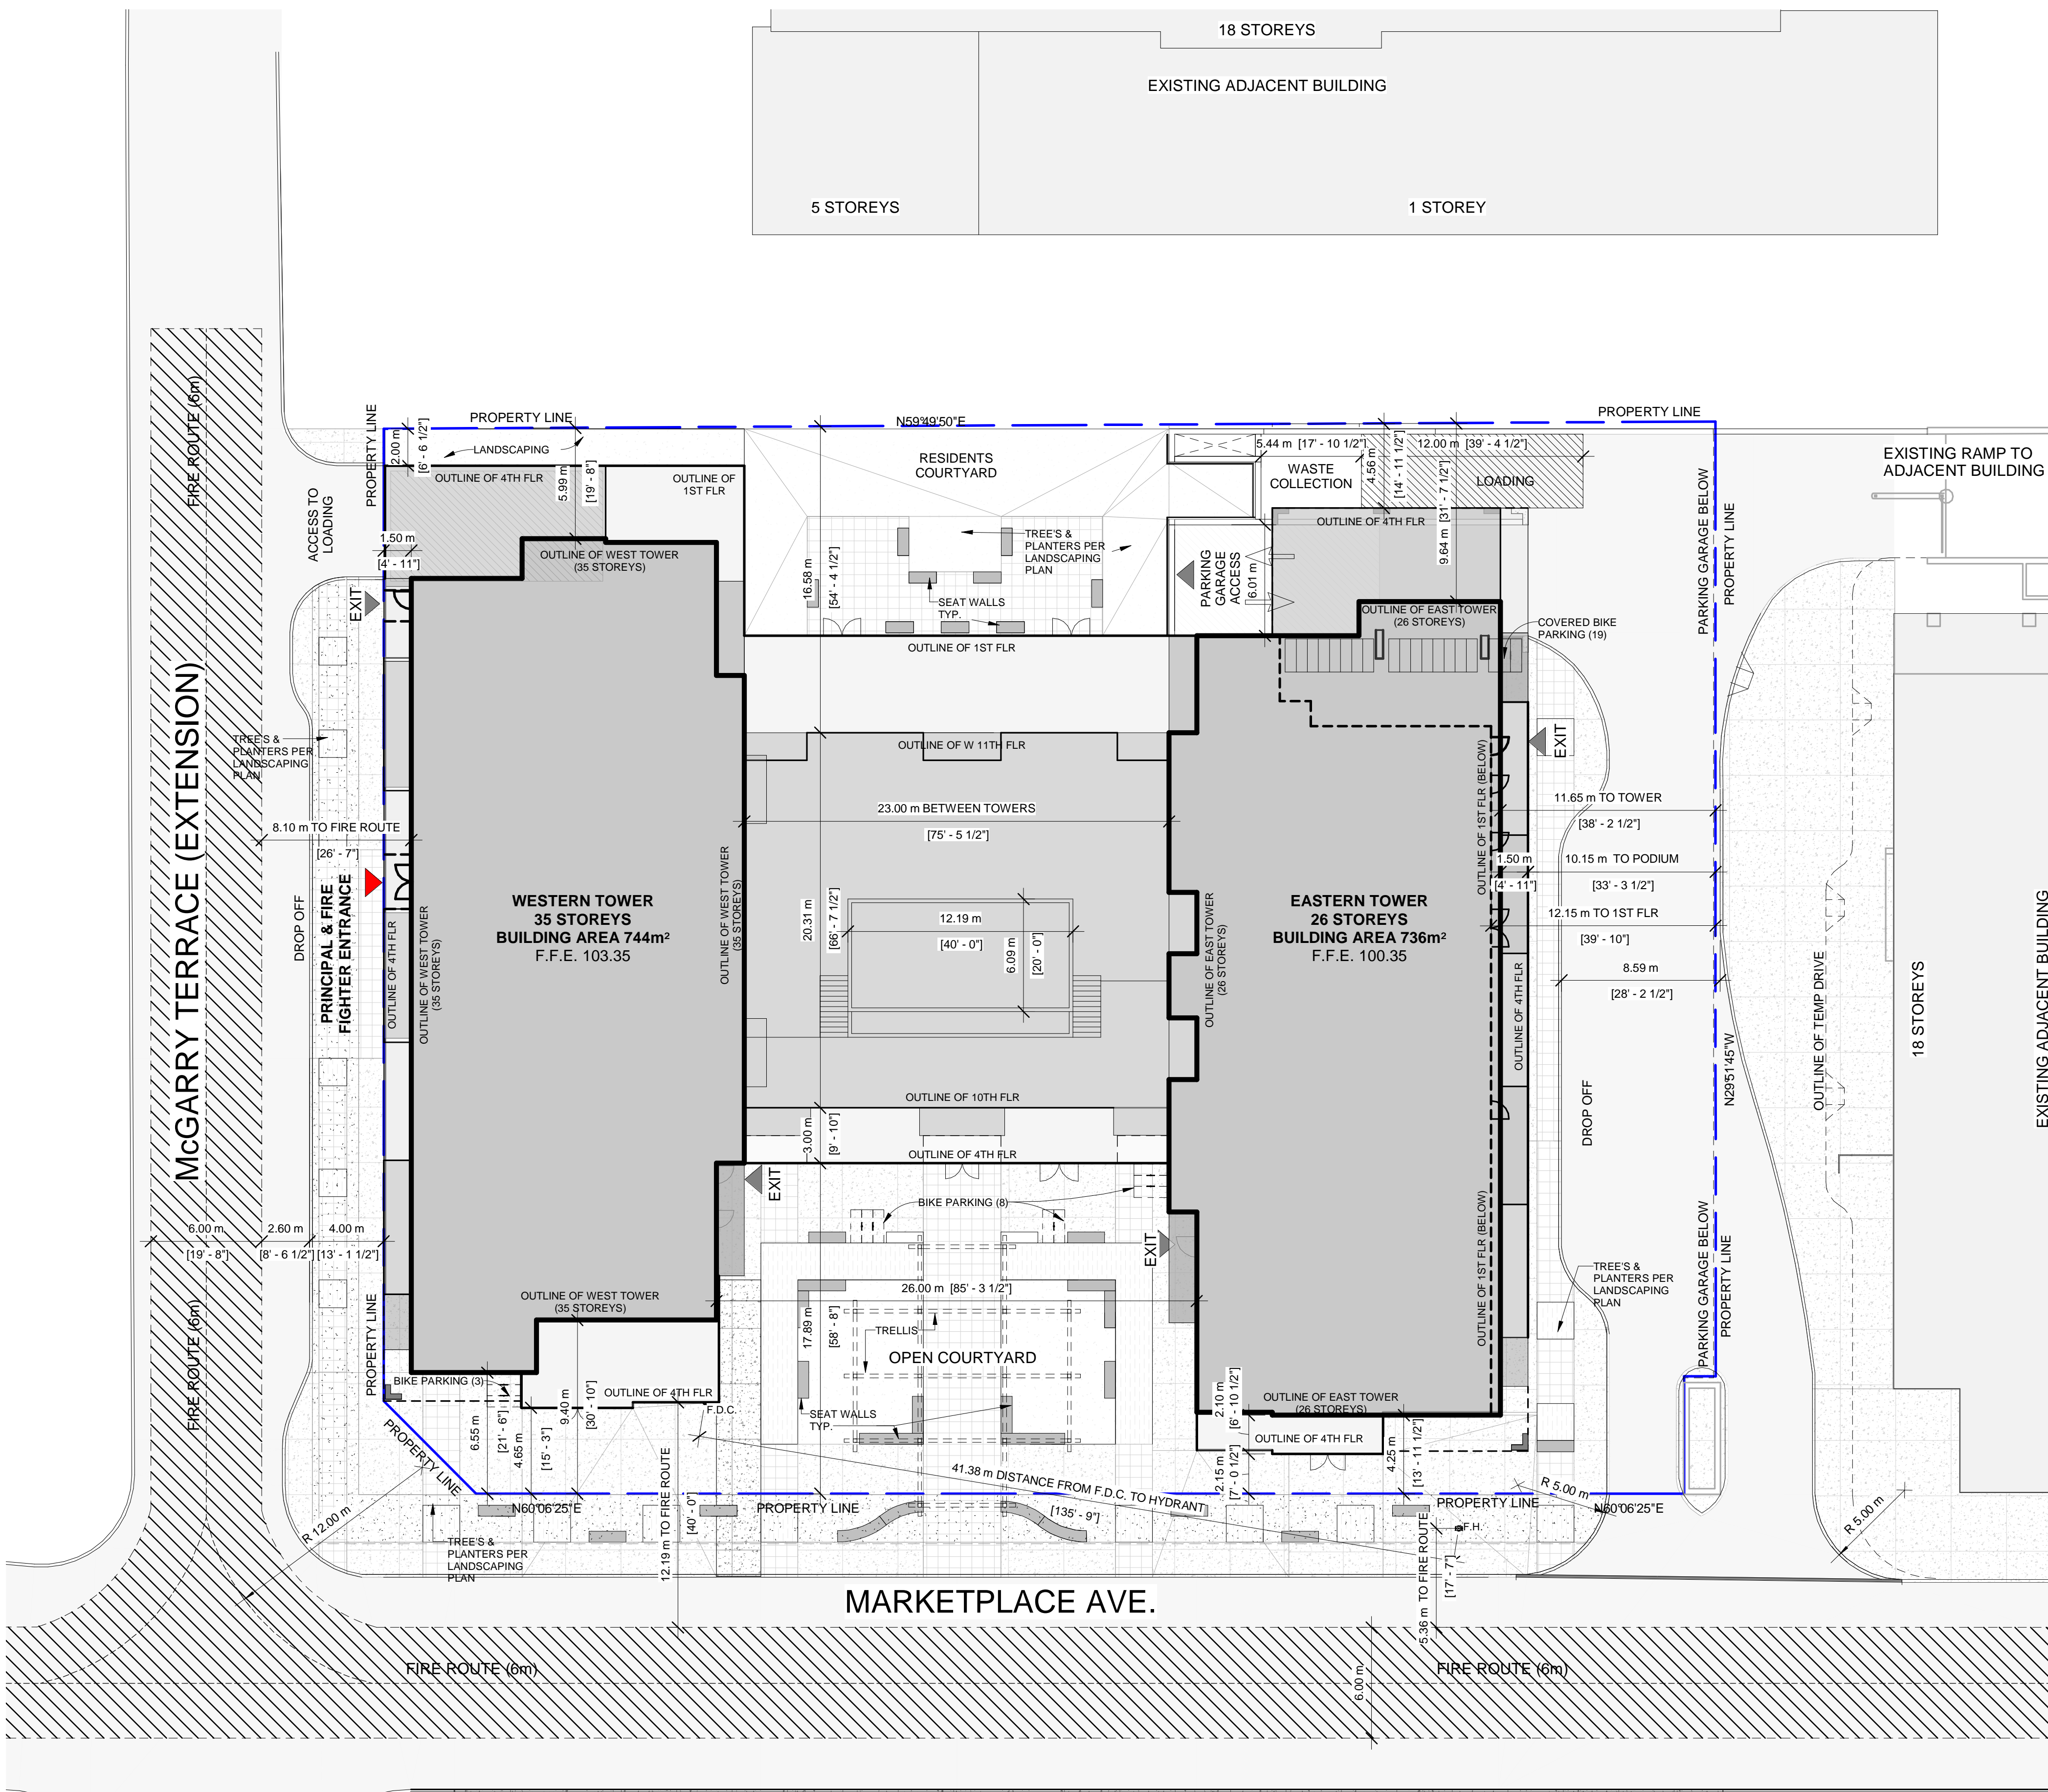 18 STOREYS
EXISTING ADJACENT BUILDING
5 STOREYS
1 STOREY
FIRE ROUTE (6m)
PROPERTY LINE
PROPERTY LINE
N59°49'50"E
PROPERTY LINE
2.00 m
[6' - 6 1/2"]
LANDSCAPING
OUTLINE OF 4TH FLR
5.99 m
[19' - 8"]
OUTLINE OF
1ST FLR
RESIDENTS
COURTYARD
5.44 m [17' - 10 1/2"]
4.56 m
[14' - 11 1/2"]
12.00 m [39' - 4 1/2"]
WASTE
COLLECTION
LOADING
9.64 m [31' - 7 1/2"]
OUTLINE OF 4TH FLR
EXISTING RAMP TO
ADJACENT BUILDING
PARKING GARAGE BELOW
PROPERTY LINE
ACCESS TO
LOADING
1.50 m
[4' - 11"]
OUTLINE OF WEST TOWER
(35 STOREYS)
16.58 m
[54' - 4 1/2"]
TREE'S &
PLANTERS PER
LANDSCAPING
PLAN
SEAT WALLS
TYP.
PARKING
GARAGE
ACCESS
6.01 m
EXIT
OUTLINE OF EAST TOWER
(26 STOREYS)
COVERED BIKE
PARKING (19)
OUTLINE OF 1ST FLR
McGARRY TERRACE (EXTENSION)
TREE'S &
PLANTERS PER
LANDSCAPING
PLAN
OUTLINE OF W 11TH FLR
EXIT
OUTLINE OF 1ST FLR (BELOW)
23.00 m BETWEEN TOWERS
[75' - 5 1/2"]
11.65 m TO TOWER
[38' - 2 1/2"]
8.10 m TO FIRE ROUTE
[26' - 7"]
1.50 m
[4' - 11"]
10.15 m TO PODIUM
[33' - 3 1/2"]
DROP OFF
PRINCIPAL & FIRE
FIGHTER ENTRANCE
OUTLINE OF 4TH FLR
OUTLINE OF WEST TOWER
(35 STOREYS)
WESTERN TOWER
35 STOREYS
BUILDING AREA 744m²
F.F.E. 103.35
OUTLINE OF WEST TOWER
(35 STOREYS)
20.31 m
[66' - 7 1/2"]
12.19 m
[40' - 0"]
6.09 m
[20' - 0"]
OUTLINE OF EAST TOWER
(26 STOREYS)
EASTERN TOWER
26 STOREYS
BUILDING AREA 736m²
F.F.E. 100.35
12.15 m TO 1ST FLR
[39' - 10"]
8.59 m
[28' - 2 1/2"]
OUTLINE OF 4TH FLR
N29°51'45"W
OUTLINE OF TEMP DRIVE
18 STOREYS
EXISTING ADJACENT BUILDING
DROP OFF
OUTLINE OF 10TH FLR
3.00 m
[9' - 10"]
OUTLINE OF 4TH FLR
EXIT
BIKE PARKING (8)
EXIT
OUTLINE OF 1ST FLR (BELOW)
PARKING GARAGE BELOW
PROPERTY LINE
6.00 m
[19' - 8"]
2.60 m
[8' - 6 1/2"]
4.00 m
[13' - 1 1/2"]
TREE'S &
PLANTERS PER
LANDSCAPING
PLAN
FIRE ROUTE (6m)
PROPERTY LINE
OUTLINE OF WEST TOWER
(35 STOREYS)
26.00 m [85' - 3 1/2"]
17.89 m
[58' - 8"]
TRELLIS
OPEN COURTYARD
BIKE PARKING (3)
OUTLINE OF 4TH FLR
F.D.C.
SEAT WALLS
TYP.
2.10 m
[6' - 10 1/2"]
OUTLINE OF EAST TOWER
(26 STOREYS)
OUTLINE OF 4TH FLR
PROPERTY LINE
6.55 m
[21' - 6"]
4.65 m
[15' - 3"]
9.40 m
[30' - 10"]
2.15 m
[7' - 0 1/2"]
4.25 m
[13' - 11 1/2"]
41.38 m DISTANCE FROM F.D.C. TO HYDRANT
[135' - 9"]
R 5.00 m
N60°06'25"E
PROPERTY LINE
PROPERTY LINE
N60°06'25"E
R 12.00 m
TREE'S &
PLANTERS PER
LANDSCAPING
PLAN
12.19 m TO FIRE ROUTE
[40' - 0"]
F.H.
5.36 m TO FIRE ROUTE
[17' - 7"]
R 5.00 m
MARKETPLACE AVE.
FIRE ROUTE (6m)
6.00 m
FIRE ROUTE (6m)